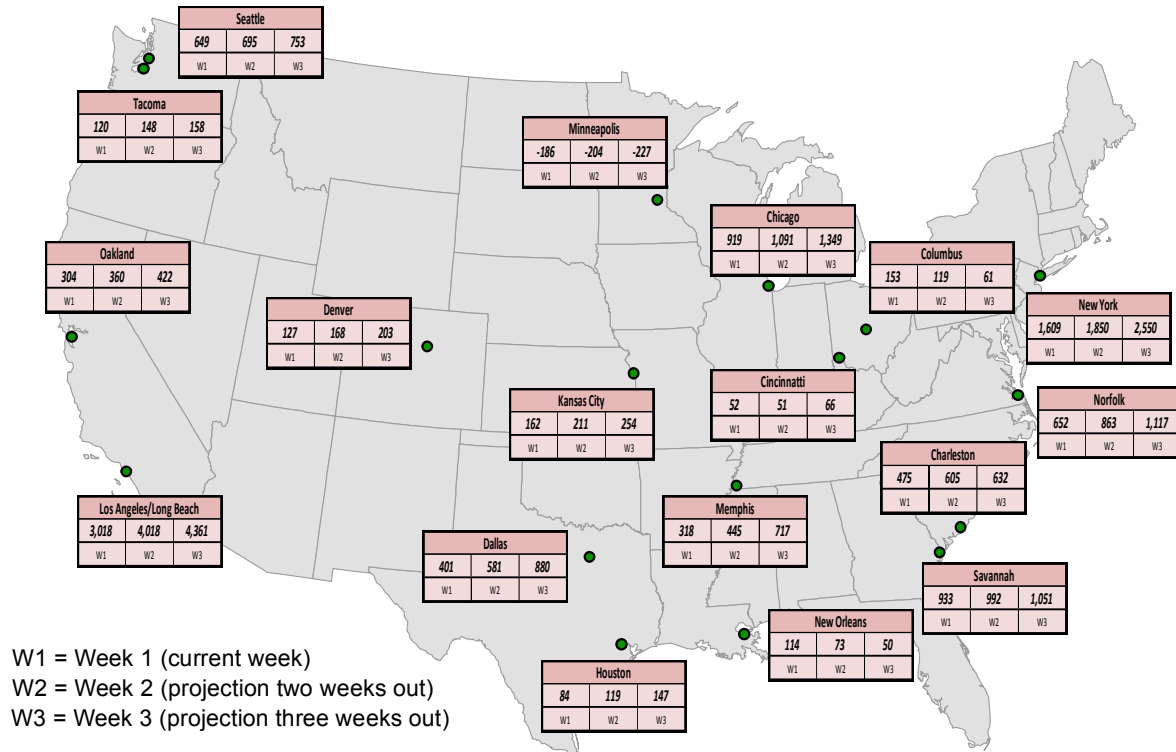 Seattle
649 695 753
W1 W2 W3
Tacoma
120 148 158
W1 W2 W3
Minneapolis
-186 -204 -227
W1 W2 W3
Chicago
919 1,091 1,349
W1 W2 W3
Oakland
304 360 422
W1 W2 W3
Columbus
153 119 61
W1 W2 W3
Denver
127 168 203
W1 W2 W3
New York
1,609 1,850 2,550
W1 W2 W3
Cincinnatti
52 51 66
W1 W2 W3
Kansas City
162 211 254
W1 W2 W3
Norfolk
652 863 1,117
W1 W2 W3
Charleston
475 605 632
W1 W2 W3
Los Angeles/Long Beach
3,018 4,018 4,361
W1 W2 W3
Memphis
318 445 717
W1 W2 W3
Dallas
401 581 880
W1 W2 W3
Savannah
933 992 1,051
W1 W2 W3
New Orleans
114 73 50
W1 W2 W3
Houston
84 119 147
W1 W2 W3
W1 = Week 1 (current week)
W2 = Week 2 (projection two weeks out)
W3 = Week 3 (projection three weeks out)